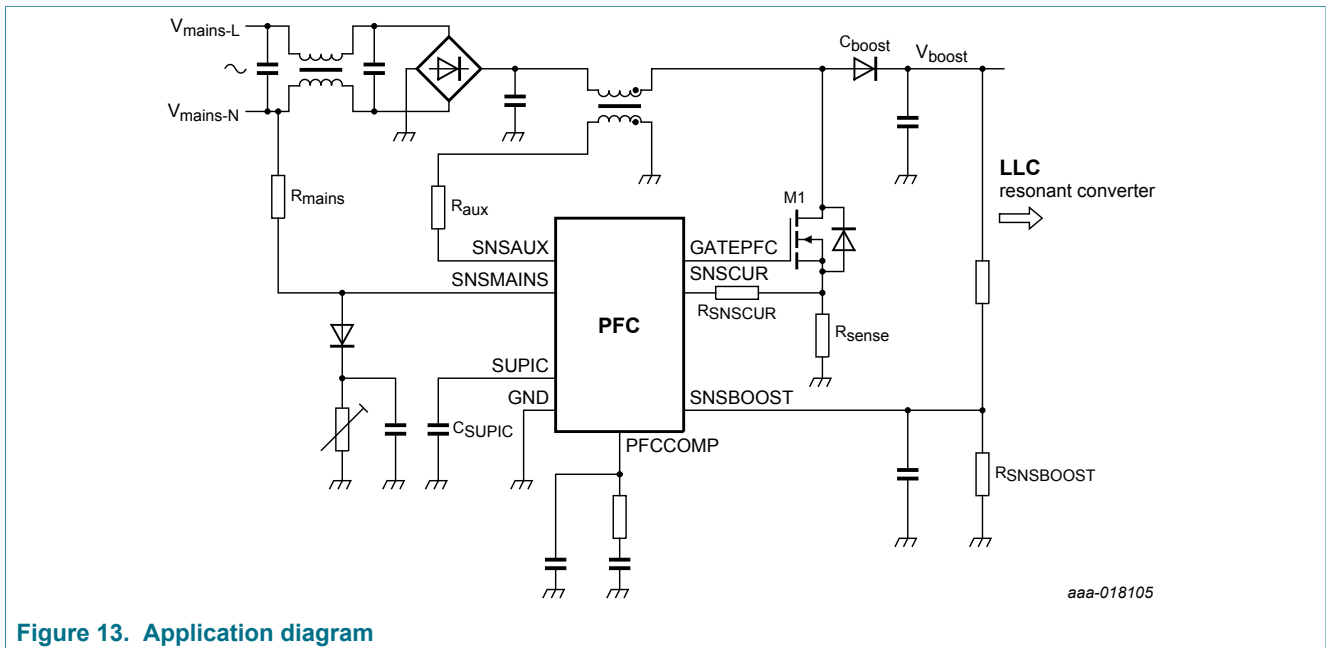 Vmains-L
Cboost
Vboost
Vmains-N
Rmains
Raux
LLC
resonant converter
M1
SNSAUX
GATEPFC
SNSMAINS
SNSCUR
RSNSCUR
PFC
Rsense
SUPIC
GND
SNSBOOST
CSUPIC
PFCCOMP
RSNSBOOST
aaa-018105
Figure 13. Application diagram